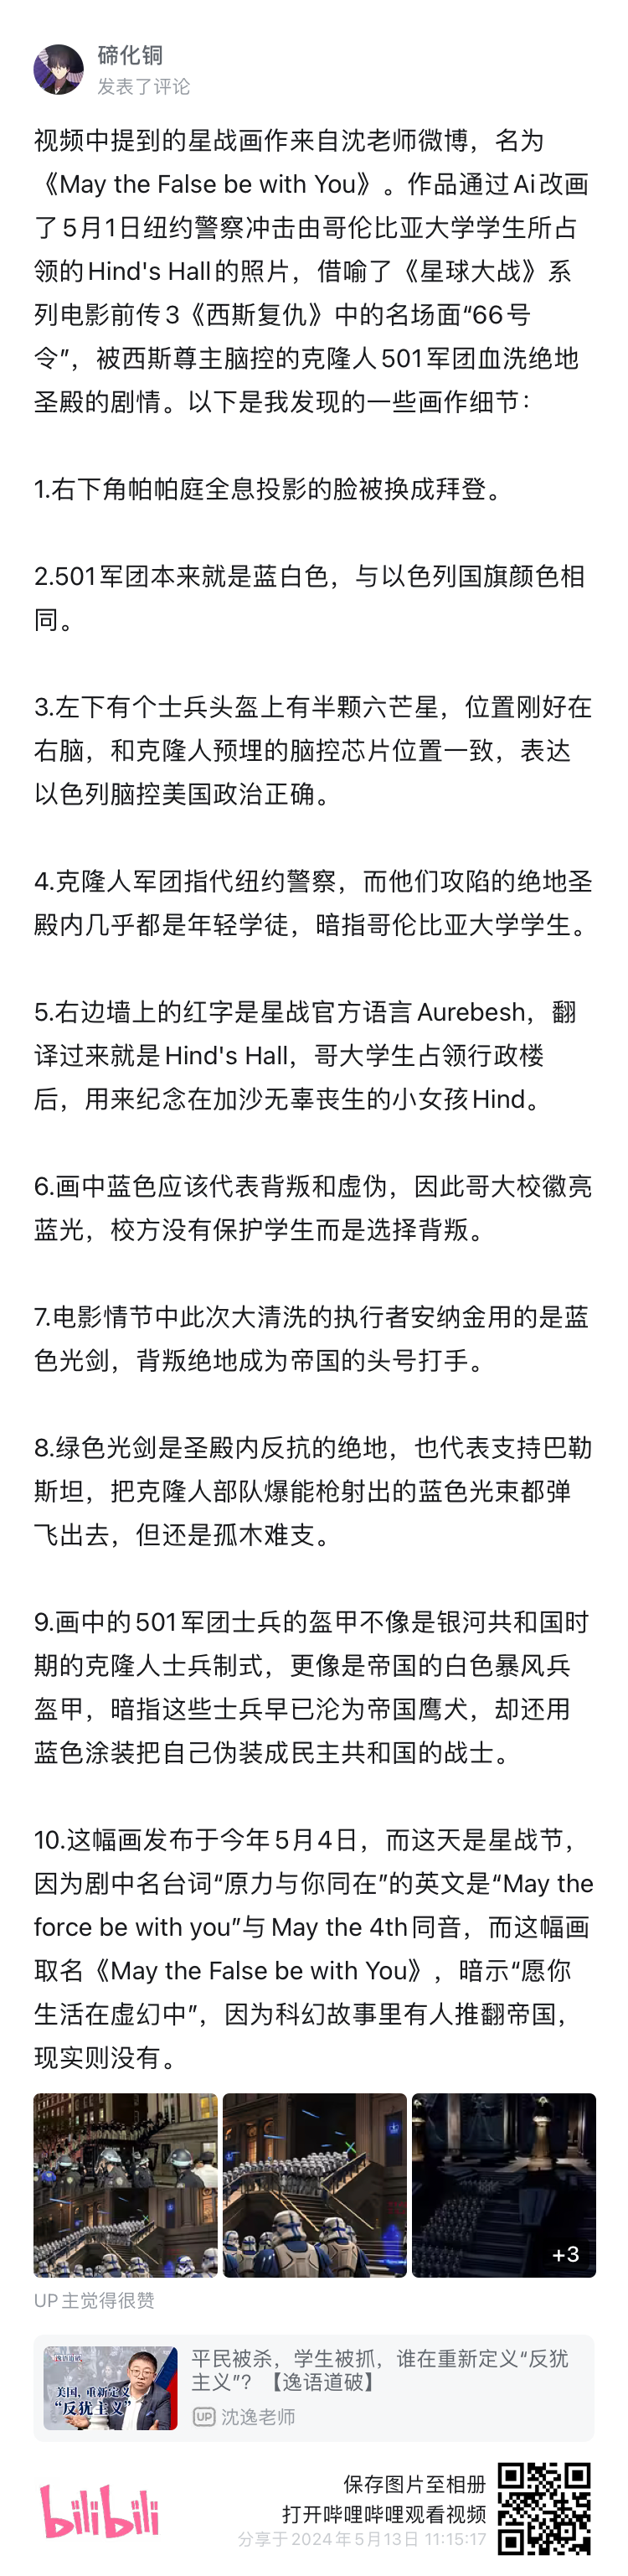 碲化铜
发表了评论
视频中提到的星战画作来自沈老师微博，名为
《May the False be with You》。作品通过Ai改画
了5月1日纽约警察冲击由哥伦比亚大学学生所占
领的Hind's Hall的照片，借喻了《星球大战》系
列电影前传3《西斯复仇》中的名场面“66号
令”，被西斯尊主脑控的克隆人501军团血洗绝地
圣殿的剧情。以下是我发现的一些画作细节：
1.右下角帕帕庭全息投影的脸被换成拜登。
2.501军团本来就是蓝白色，与以色列国旗颜色相
同。
3.左下有个士兵头盔上有半颗六芒星，位置刚好在
右脑，和克隆人预埋的脑控芯片位置一致，表达
以色列脑控美国政治正确。
4.克隆人军团指代纽约警察，而他们攻陷的绝地圣
殿内几乎都是年轻学徒，暗指哥伦比亚大学学生。
5.右边墙上的红字是星战官方语言Aurebesh，翻
译过来就是Hind's Hall，哥大学生占领行政楼
后，用来纪念在加沙无辜丧生的小女孩Hind。
6.画中蓝色应该代表背叛和虚伪，因此哥大校徽亮
蓝光，校方没有保护学生而是选择背叛。
7.电影情节中此次大清洗的执行者安纳金用的是蓝
色光剑，背叛绝地成为帝国的头号打手。
8.绿色光剑是圣殿内反抗的绝地，也代表支持巴勒
斯坦，把克隆人部队爆能枪射出的蓝色光束都弹
飞出去，但还是孤木难支。
9.画中的501军团士兵的盔甲不像是银河共和国时
期的克隆人士兵制式，更像是帝国的白色暴风兵
盔甲，暗指这些士兵早已沦为帝国鹰犬，却还用
蓝色涂装把自己伪装成民主共和国的战士。
10.这幅画发布于今年5月4日，而这天是星战节，
因为剧中名台词“原力与你同在”的英文是“May the
force be with you”与May the 4th同音，而这幅画
取名《May the False be with You》，暗示“愿你
生活在虚幻中”，因为科幻故事里有人推翻帝国，
现实则没有。
+3
UP主觉得很赞
逸语道破
美国，重新定义
“反犹主义”
平民被杀，学生被抓，谁在重新定义“反犹
主义”？【逸语道破】
UP 沈逸老师
bilibili
保存图片至相册
打开哔哩哔哩观看视频
分享于2024年5月13日 11:15:17